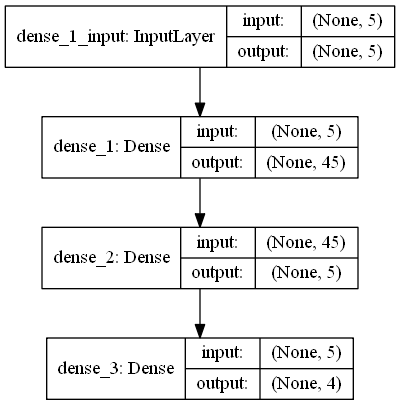 dense_1_input: InputLayer
input: (None, 5)
output: (None, 5)
dense_1: Dense
input: (None, 5)
output: (None, 45)
dense_2: Dense
input: (None, 45)
output: (None, 5)
dense_3: Dense
input: (None, 5)
output: (None, 4)